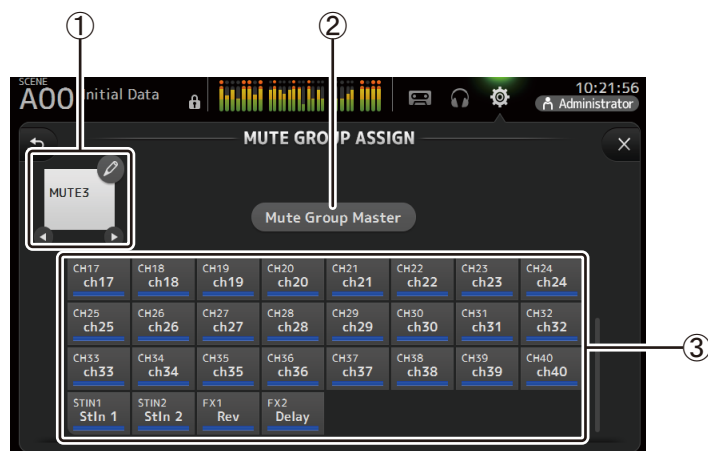 ① ②
SCENE
A00 Initial Data 10:21:56
Administrator
MUTE GROUP ASSIGN
MUTE3
Mute Group Master
CH17 CH18 CH19 CH20 CH21 CH22 CH23 CH24
ch17 ch18 ch19 ch20 ch21 ch22 ch23 ch24
CH25 CH26 CH27 CH28 CH29 CH30 CH31 CH32
ch25 ch26 ch27 ch28 ch29 ch30 ch31 ch32
③
CH33 CH34 CH35 CH36 CH37 CH38 CH39 CH40
ch33 ch34 ch35 ch36 ch37 ch38 ch39 ch40
STIN1 STIN2 FX1 FX2
StIn 1 StIn 2 Rev Delay